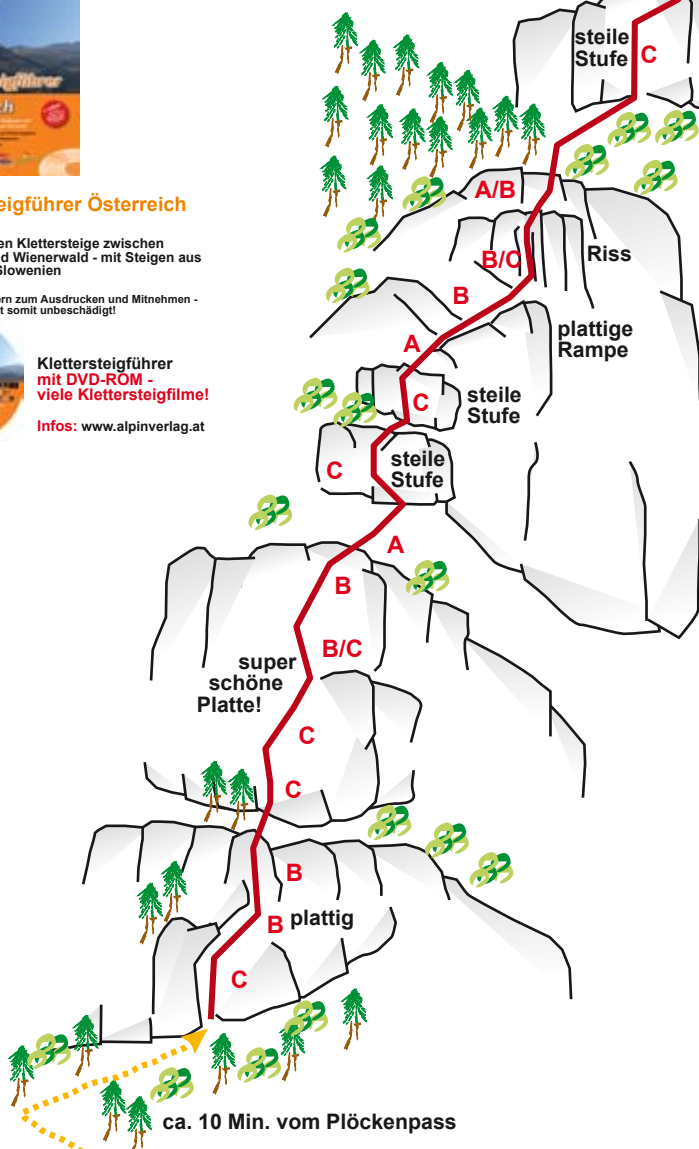 eigführer Österreich
en Klettersteige zwischen
d Wienerwald - mit Steigen aus
Slowenien
ern zum Ausdrucken und Mitnehmen -
t somit unbeschädigt!
Klettersteigführer
mit DVD-ROM -
viele Klettersteigfilme!
Infos: www.alpinverlag.at
steile
Stufe
C
A/B
B/C
Riss
B
plattige
Rampe
A
C
steile
Stufe
steile
Stufe
C
A
B
B/C
super
schöne
Platte!
C
C
B
B plattig
C
ca. 10 Min. vom Plöckenpass